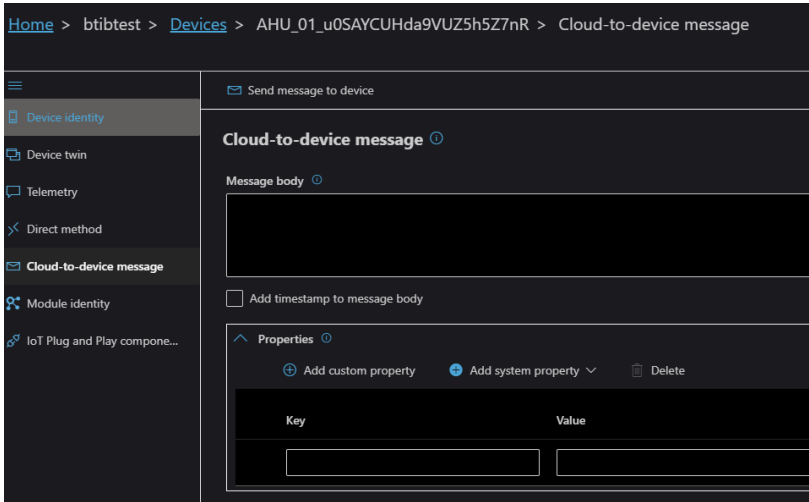 Home > btibtest > Devices > AHU_01_u0SAYCUHda9VUZ5h5Z7nR > Cloud-to-device message
Device identity
Device twin
Telemetry
Direct method
Cloud-to-device message
Module identity
IoT Plug and Play compone...
Send message to device
Cloud-to-device message
Message body
Add timestamp to message body
Properties
Add custom property Add system property Delete
Key Value